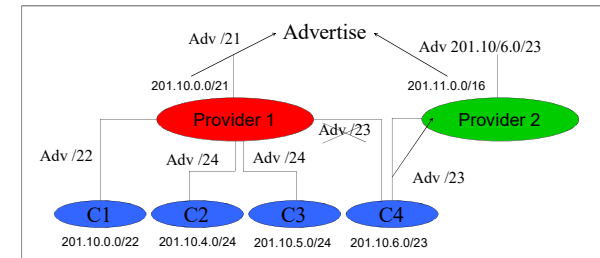 Adv /21
Advertise
Adv 201.10/6.0/23
201.10.0.0/21
201.11.0.0/16
Provider 1
Provider 2
Adv /23
Adv /22
Adv /24
Adv /24
Adv /23
C1
C2
C3
C4
201.10.0.0/22
201.10.4.0/24
201.10.5.0/24
201.10.6.0/23